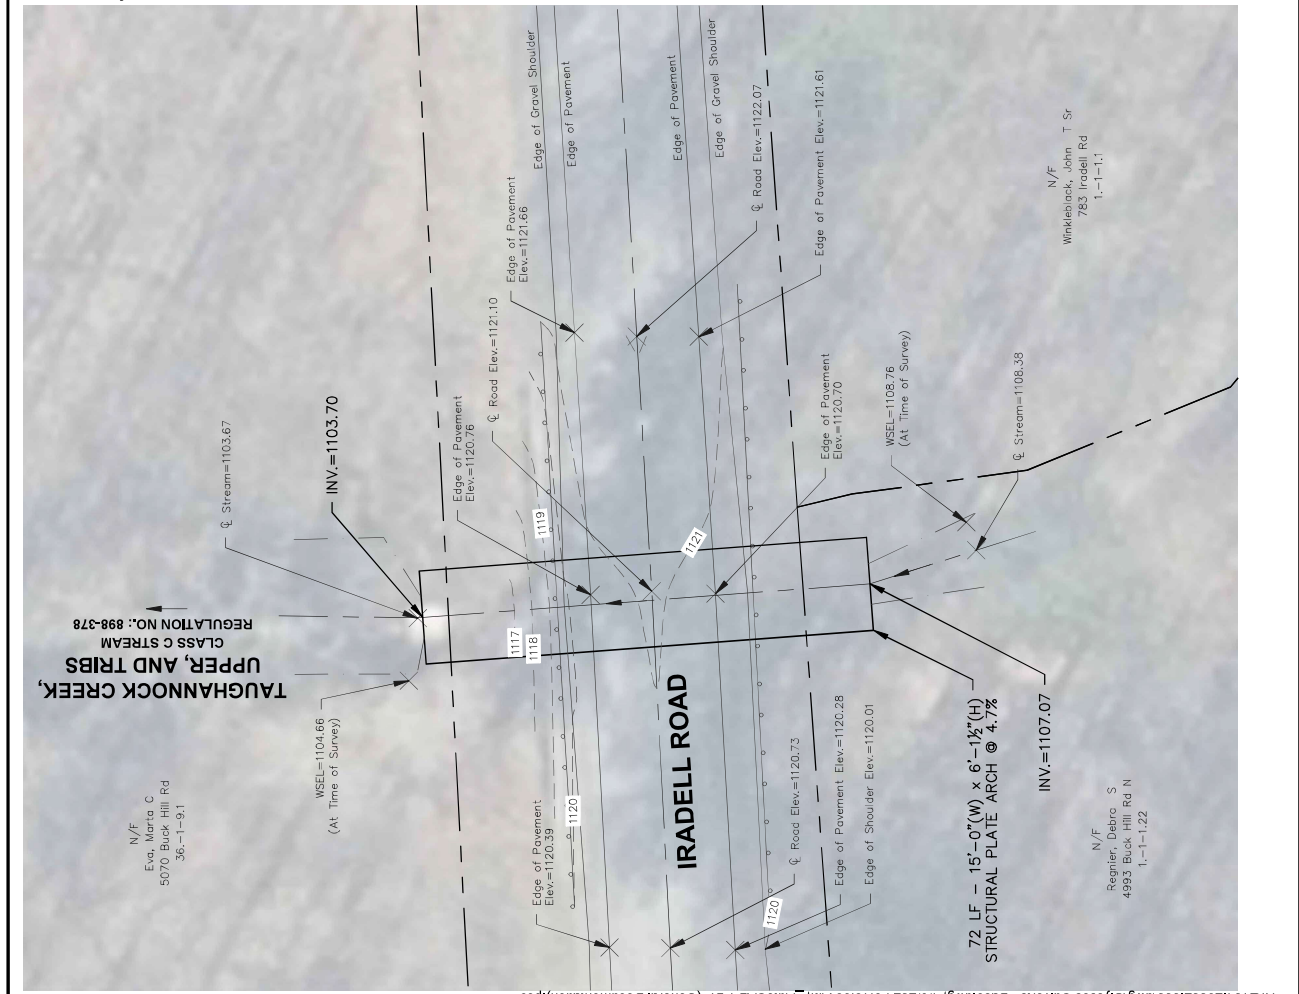 Edge of Gravel Shoulder
Edge of Pavement
Edge of Pavement
Edge of Gravel Shoulder
℄ Road Elev.=1122.07
Edge of Pavement Elev.=1121.61
N/F
Winkleblack, John T Sr
783 Iradell Rd
1.-1-1.1
Edge of Pavement
Elev.=1121.66
℄ Road Elev.=1121.10
Edge of Pavement
Elev.=1120.76
INV.=1103.70
℄ Stream=1103.67
Edge of Pavement
Elev.=1120.70
WSEL=1108.76
(At Time of Survey)
℄ Stream=1108.38
1119
1121
1117
1118
TAUGHANNOCK CREEK,
UPPER, AND TRIBS
CLASS C STREAM
REGULATION NO.: 898-378
WSEL=1104.66
(At Time of Survey)
N/F
Eva, Marta C
5070 Buck Hill Rd
36.-1-9.1
IRADELL ROAD
Edge of Pavement
Elev.=1120.39
1120
℄ Road Elev.=1120.73
1120
Edge of Pavement Elev.=1120.28
Edge of Shoulder Elev.=1120.01
72 LF - 15'-0"(W) x 6'-1½"(H)
STRUCTURAL PLATE ARCH @ 4.7%
INV.=1107.07
N/F
Regnier, Debra S
4993 Buck Hill Rd N
1.-1-1.22